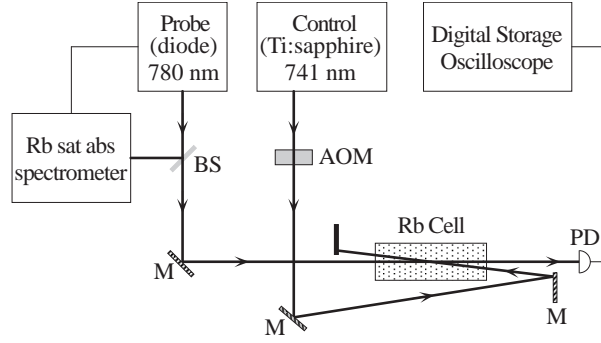 Probe
(diode)
780 nm
Control
(Ti:sapphire)
741 nm
Digital Storage
Oscilloscope
Rb sat abs
spectrometer
BS
AOM
Rb Cell
PD
M
M
M